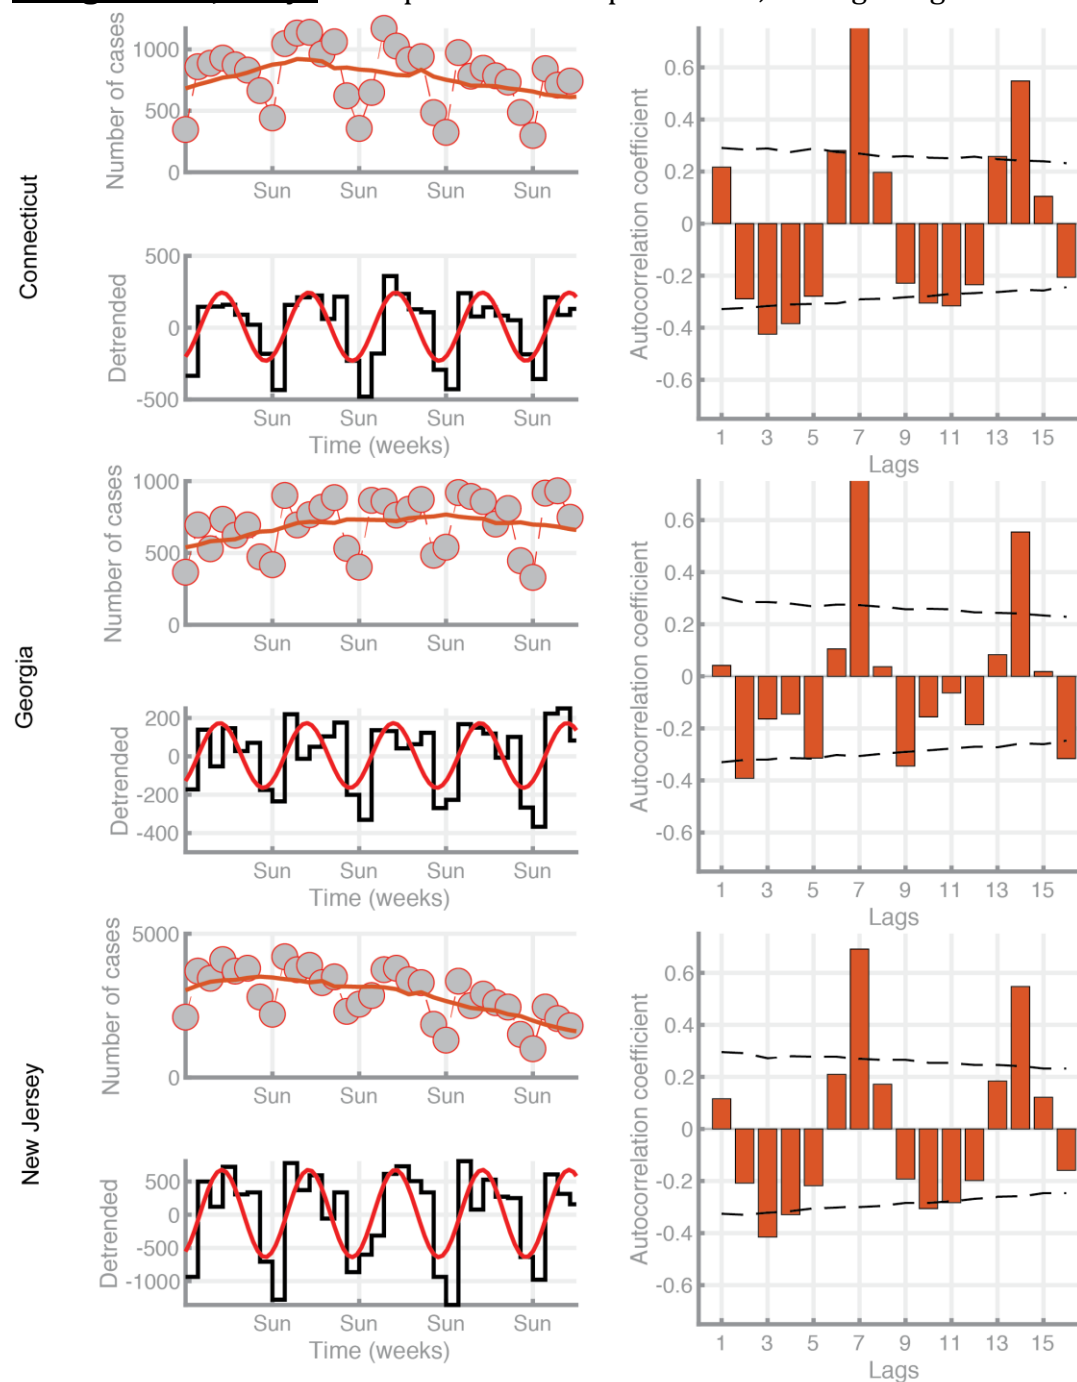 Connecticut
Number of cases
1000
500
0
Sun Sun Sun Sun
Detrended
500
0
-500
Sun Sun Sun Sun
Time (weeks)
Autocorrelation coefficient
0.6
0.4
0.2
0
-0.2
-0.4
-0.6
1 3 5 7 9 11 13 15
Lags
Georgia
Number of cases
1000
500
0
Sun Sun Sun Sun
Detrended
200
0
-200
-400
Sun Sun Sun Sun
Time (weeks)
Autocorrelation coefficient
0.6
0.4
0.2
0
-0.2
-0.4
-0.6
1 3 5 7 9 11 13 15
Lags
New Jersey
Number of cases
5000
0
Sun Sun Sun Sun
Detrended
500
0
-500
-1000
Sun Sun Sun Sun
Time (weeks)
Autocorrelation coefficient
0.6
0.4
0.2
0
-0.2
-0.4
-0.6
1 3 5 7 9 11 13 15
Lags